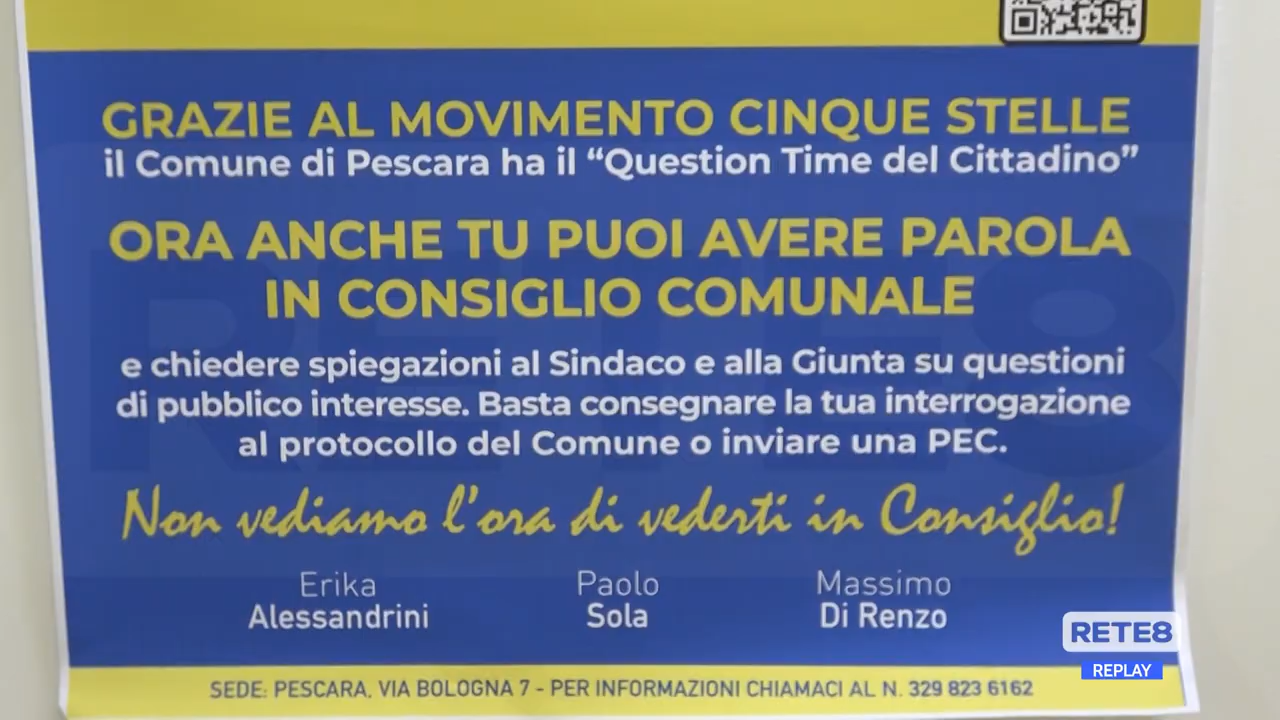 GRAZIE AL MOVIMENTO CINQUE STELLE
il Comune di Pescara ha il “Question Time del Cittadino”
ORA ANCHE TU PUOI AVERE PAROLA
IN CONSIGLIO COMUNALE
e chiedere spiegazioni al Sindaco e alla Giunta su questioni
di pubblico interesse. Basta consegnare la tua interrogazione
al protocollo del Comune o inviare una PEC.
Non vediamo l'ora di vederti in Consiglio!
Erika
Alessandrini
Paolo
Sola
Massimo
Di Renzo
SEDE: PESCARA, VIA BOLOGNA 7 - PER INFORMAZIONI CHIAMACI AL N. 329 823 6162
RETE8
REPLAY
RETE8